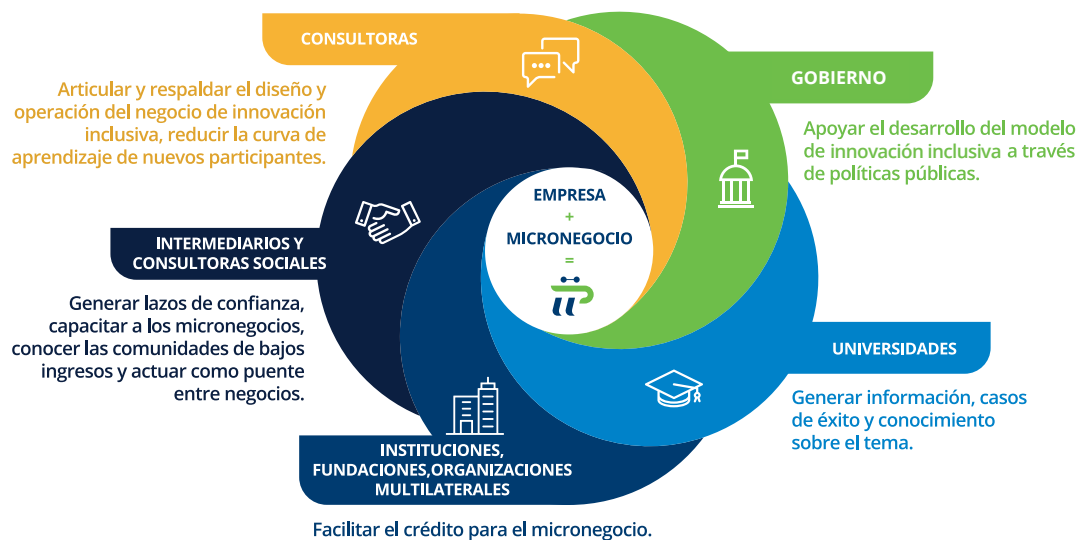 CONSULTORAS
Articular y respaldar el diseño y
operación del negocio de innovación
inclusiva, reducir la curva de
aprendizaje de nuevos participantes.
GOBIERNO
Apoyar el desarrollo del modelo
de innovación inclusiva a través
de políticas públicas.
EMPRESA
+
MICRONEGOCIO
=
INTERMEDIARIOS Y
CONSULTORAS SOCIALES
Generar lazos de confianza,
capacitar a los micronegocios,
conocer las comunidades de bajos
ingresos y actuar como puente
entre negocios.
UNIVERSIDADES
Generar información, casos
de éxito y conocimiento
sobre el tema.
INSTITUCIONES,
FUNDACIONES,ORGANIZACIONES
MULTILATERALES
Facilitar el crédito para el micronegocio.